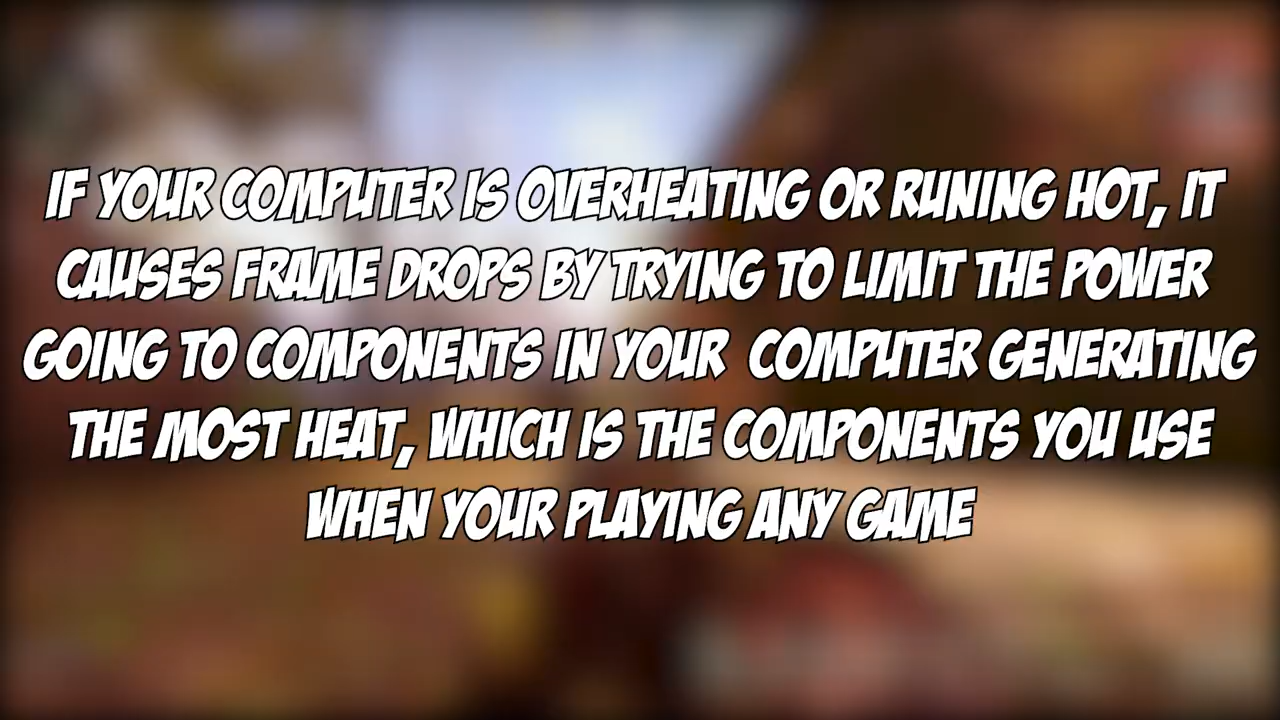 IF YOUR COMPUTER IS OVERHEATING OR RUNING HOT, IT
CAUSES FRAME DROPS BY TRYING TO LIMIT THE POWER
GOING TO COMPONENTS IN YOUR  COMPUTER GENERATING
THE MOST HEAT, WHICH IS THE COMPONENTS YOU USE
WHEN YOUR PLAYING ANY GAME